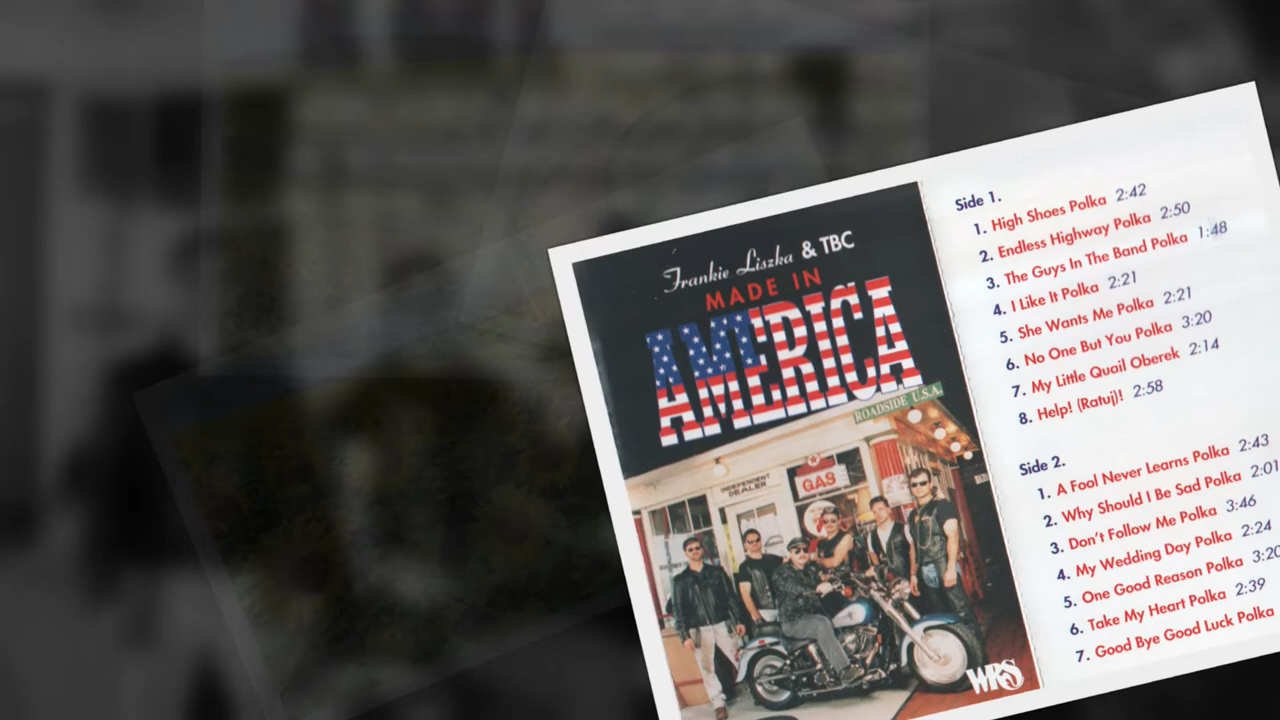 Frankie Liszka & TBC
MADE IN
AMERICA
ROADSIDE U.S.A.
INDEPENDENT
DEALER
GAS
WRS
Side 1.
1. High Shoes Polka 2:42
2. Endless Highway Polka 2:50
3. The Guys In The Band Polka 1:48
4. I Like It Polka 2:21
5. She Wants Me Polka 2:21
6. No One But You Polka 3:20
7. My Little Quail Oberek 2:14
8. Help! (Ratuj)! 2:58
Side 2.
1. A Fool Never Learns Polka 2:43
2. Why Should I Be Sad Polka 2:01
3. Don't Follow Me Polka 3:46
4. My Wedding Day Polka 2:24
5. One Good Reason Polka 3:20
6. Take My Heart Polka 2:39
7. Good Bye Good Luck Polka